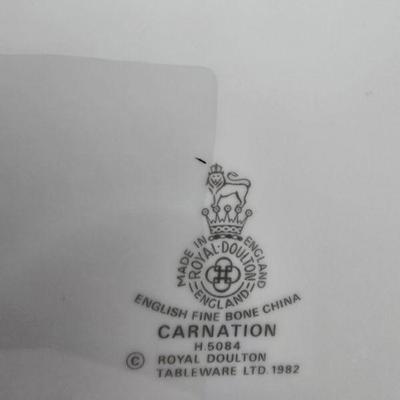 MADE IN ENGLAND
ROYAL·DOULTON
ENGLAND
ENGLISH FINE BONE CHINA
CARNATION
H.5084
© ROYAL DOULTON
TABLEWARE LTD. 1982